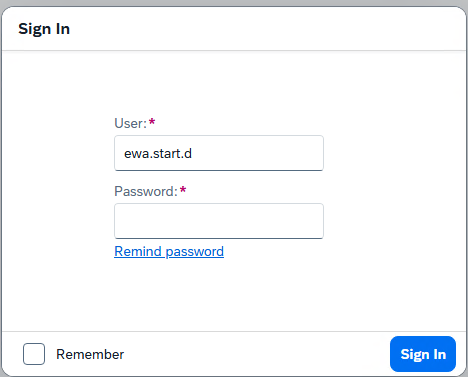 Sign In
User:*
ewa.start.d
Password:*
Remind password
Remember
Sign In